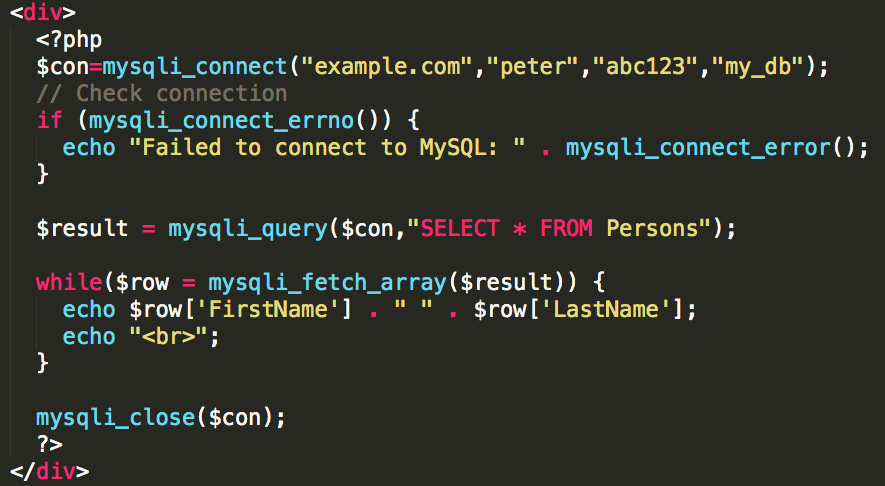 <div>
<?php
$con=mysqli_connect("example.com","peter","abc123","my_db");
// Check connection
if (mysqli_connect_errno()) {
echo "Failed to connect to MySQL: " . mysqli_connect_error();
}
$result = mysqli_query($con,"SELECT * FROM Persons");
while($row = mysqli_fetch_array($result)) {
echo $row['FirstName'] . " " . $row['LastName'];
echo "<br>";
}
mysqli_close($con);
?>
</div>